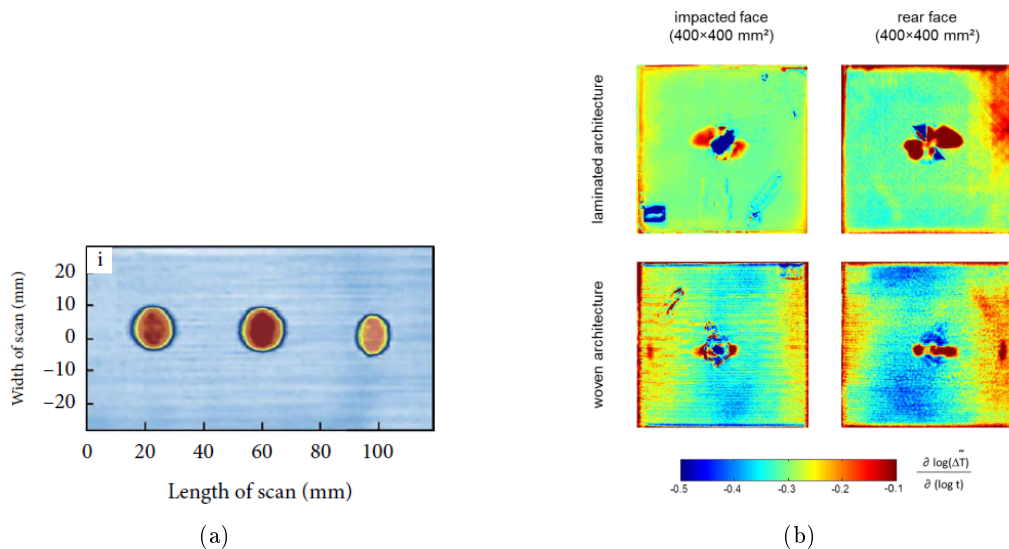 i
20
10
0
−10
−20
Width of scan (mm)
0 20 40 60 80 100
Length of scan (mm)
(a)
impacted face
(400×400 mm²)
rear face
(400×400 mm²)
laminated architecture
woven architecture
-0.5 -0.4 -0.3 -0.2 -0.1
∂ log(ΔT̃)
∂ (log t)
(b)